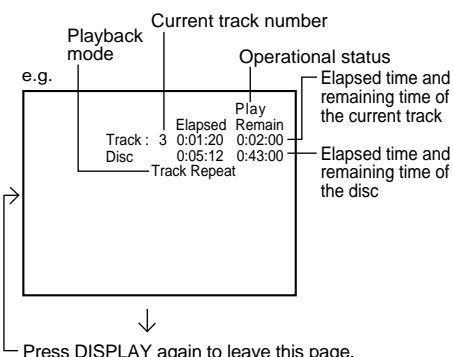 Current track number
Playback
mode
Operational status
e.g.
Elapsed time and
remaining time of
the current track
Play
Elapsed Remain
Track : 3 0:01:20 0:02:00
Disc 0:05:12 0:43:00
Track Repeat
Elapsed time and
remaining time of
the disc
Press DISPLAY again to leave this page.